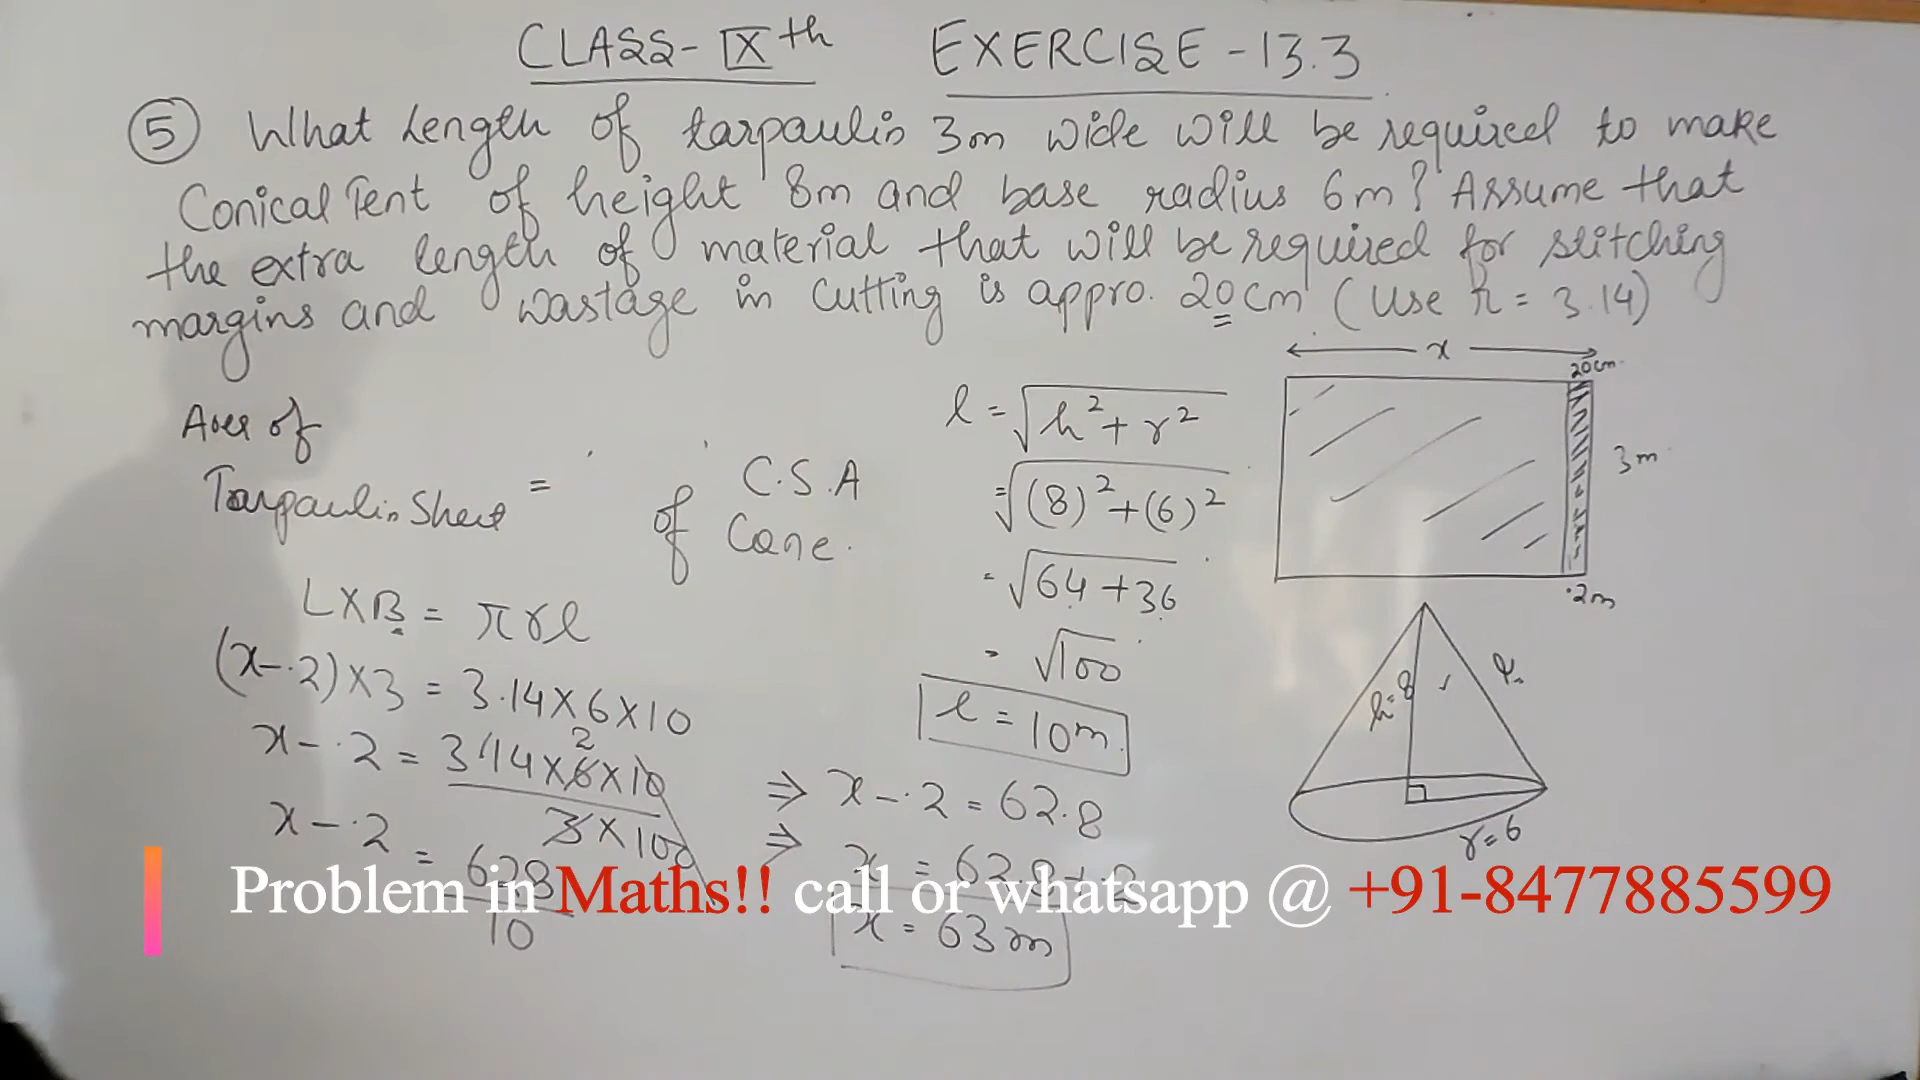 CLASS-IXth EXERCISE-13.3
5 What Length of tarpaulin 3m wide will be required to make
Conical Tent of height 8m and base radius 6m? Assume that
the extra length of material that will be required for stitching
margins and wastage in cutting is appro. 20cm (Use π = 3.14)
Area of
Tarpaulin Sheet = C.S.A
of Cone.
L×B = πrl
(x-.2)×3 = 3.14×6×10
x-.2 = 314×6×10
2
3×100
x-.2 = 628
10
l = √h²+r²
= √(8)²+(6)²
= √64+36
= √100
l = 10m.
⇒ x-.2 = 62.8
⇒ x = 62.8+.2
x = 63m
x
20cm.
3m
.2m
h=8
r=6
Problem in Maths!! call or whatsapp @ +91-8477885599